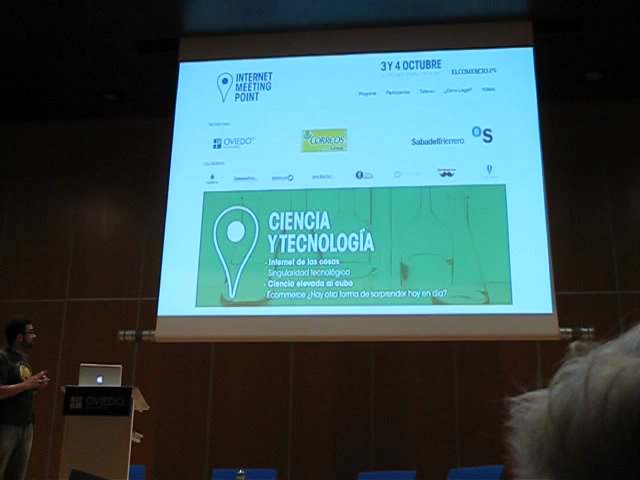 INTERNET
MEETING
POINT
3 Y 4 OCTUBRE
ELCOMERCIO.ES
Programa Participantes Talleres ¿Cómo Llegar? Vídeos
OVIEDO
CORREOS
SabadellHerrero
S
CIENCIA
Y TECNOLOGÍA
· Internet de las cosas
· Singularidad tecnológica
· Ciencia elevada al cubo
· Ecommerce ¿Hay otra forma de sorprender hoy en día?
OVIEDO